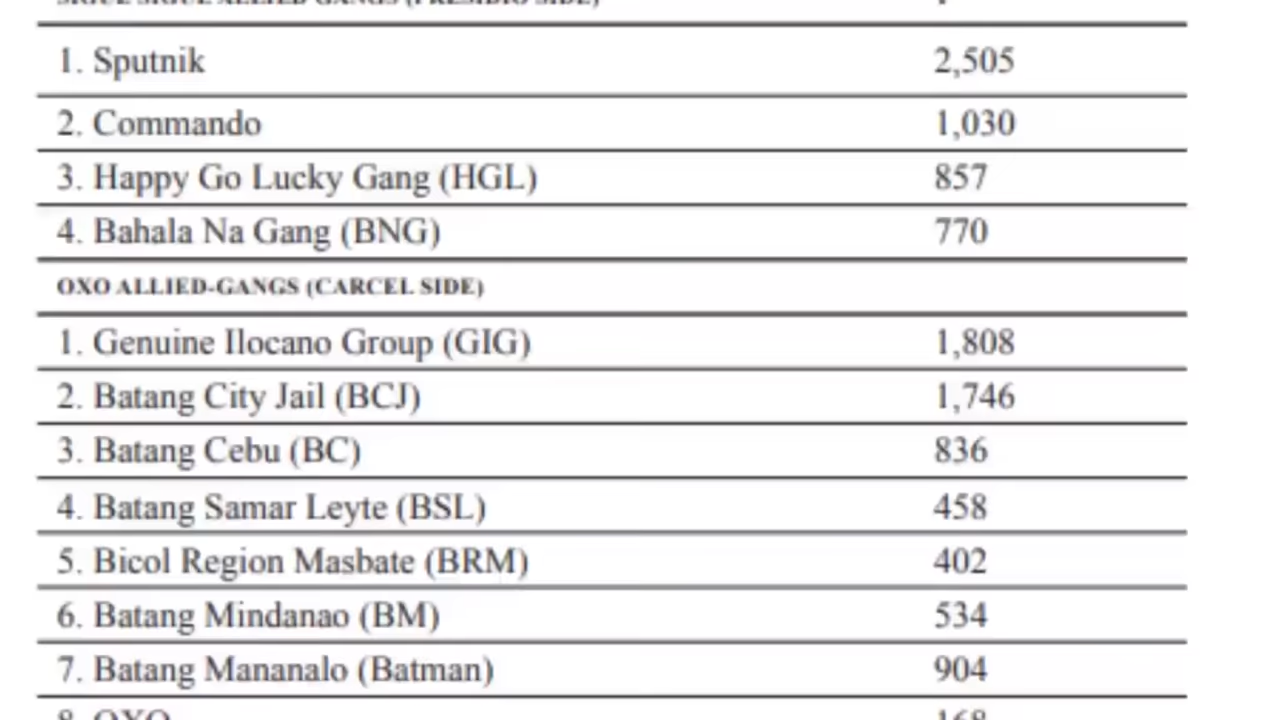 SIGUE SIGUE ALLIED-GANGS (PRESIDIO SIDE)
1. Sputnik 2,505
2. Commando 1,030
3. Happy Go Lucky Gang (HGL) 857
4. Bahala Na Gang (BNG) 770
OXO ALLIED-GANGS (CARCEL SIDE)
1. Genuine Ilocano Group (GIG) 1,808
2. Batang City Jail (BCJ) 1,746
3. Batang Cebu (BC) 836
4. Batang Samar Leyte (BSL) 458
5. Bicol Region Masbate (BRM) 402
6. Batang Mindanao (BM) 534
7. Batang Mananalo (Batman) 904
8. OXO 168